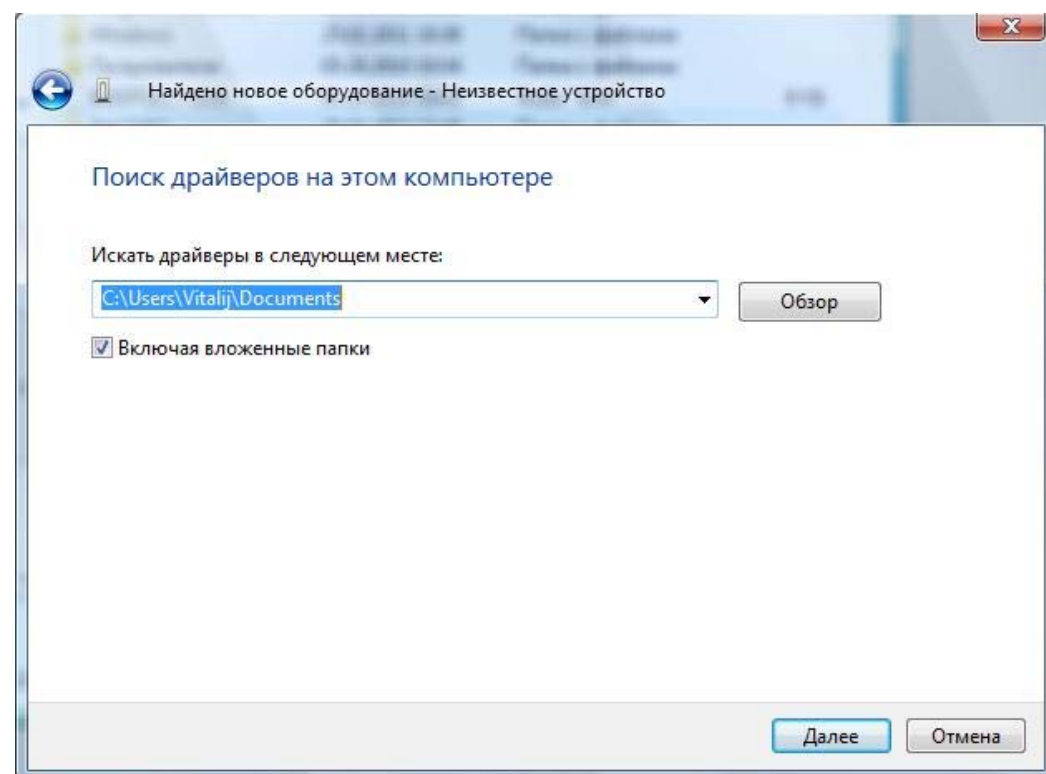 Найдено новое оборудование - Неизвестное устройство
Поиск драйверов на этом компьютере
Искать драйверы в следующем месте:
C:\Users\Vitalij\Documents
Обзор
Включая вложенные папки
Далее
Отмена